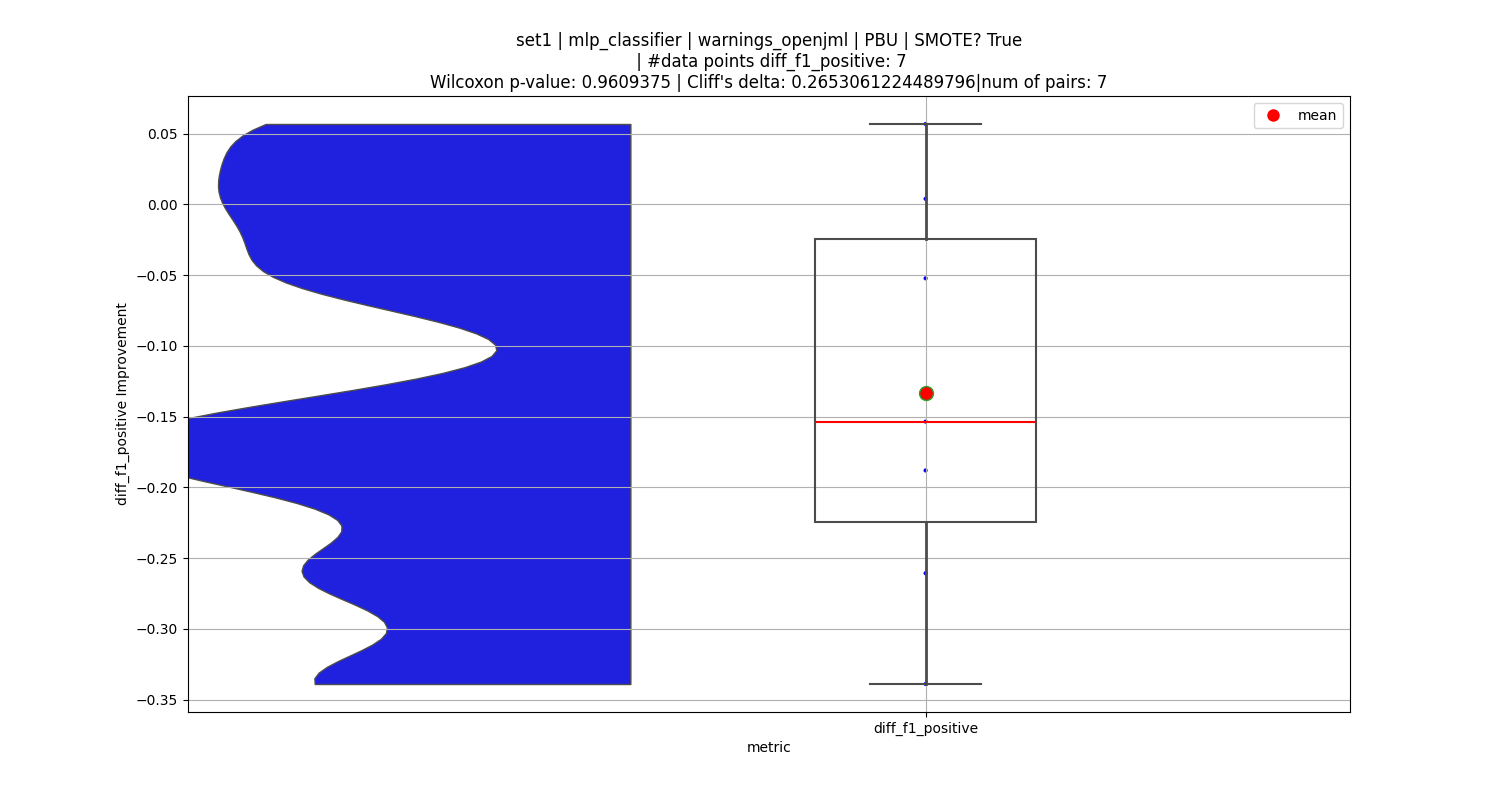 set1 | mlp_classifier | warnings_openjml | PBU | SMOTE? True
| #data points diff_f1_positive: 7
Wilcoxon p-value: 0.9609375 | Cliff's delta: 0.2653061224489796|num of pairs: 7
mean
0.05
0.00
−0.05
−0.10
−0.15
−0.20
−0.25
−0.30
−0.35
diff_f1_positive Improvement
diff_f1_positive
metric